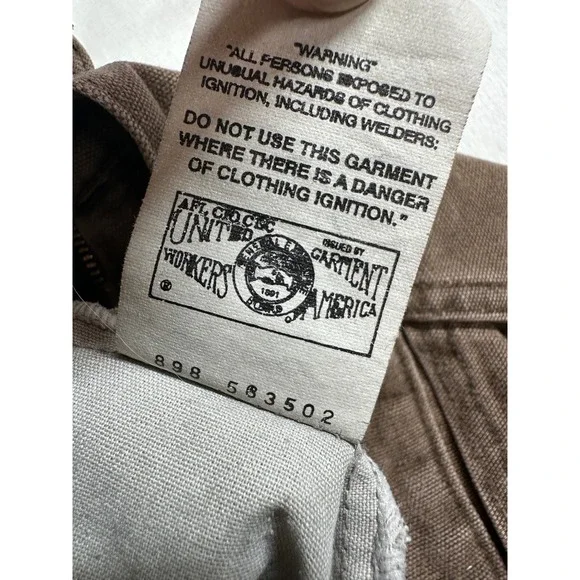 "WARNING"
"ALL PERSONS EXPOSED TO
UNUSUAL HAZARDS OF CLOTHING
IGNITION, INCLUDING WELDERS:
DO NOT USE THIS GARMENT
WHERE THERE IS A DANGER
OF CLOTHING IGNITION."
AFL, CIO, CLC
UNITED
ISSUED BY
GARMENT
WORKERS
AMERICA
1891
®
898 563502